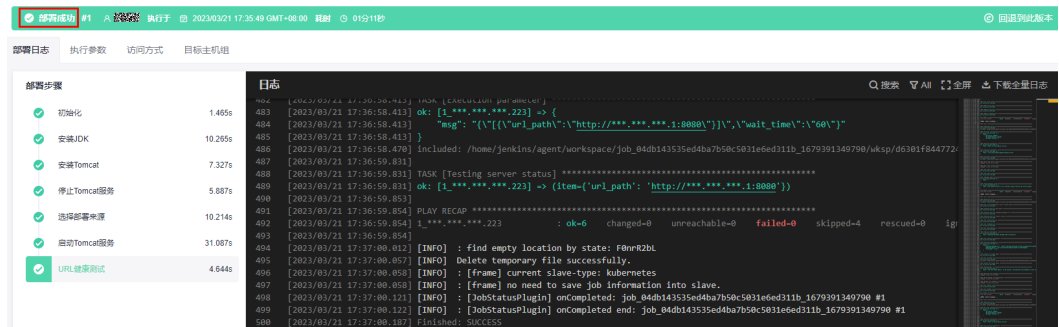 部署成功 #1 执行于 2023/03/21 17:35:49 GMT+08:00 耗时 01分11秒 回退到此版本
部署日志 执行参数 访问方式 目标主机组
部署步骤
初始化 1.465s
安装JDK 10.265s
安装Tomcat 7.327s
停止Tomcat服务 5.887s
选择部署来源 10.214s
启动Tomcat服务 31.087s
URL健康测试 4.644s
日志 搜索 All 全屏 下载全量日志
482 [2023/03/21 17:36:58.413] TASK [Execution parameter] **************************************************
483 [2023/03/21 17:36:58.413] ok: [1_***.***.***.223] => {
484 [2023/03/21 17:36:58.413] "msg": "{\"[{\"url_path\":\"http://***.***.***.1:8080\"}]\",\"wait_time\":\"60\"}"
485 [2023/03/21 17:36:58.413] }
486 [2023/03/21 17:36:58.470] included: /home/jenkins/agent/workspace/job_04db143535ed4ba7b50c5031e6ed311b_1679391349790/wksp/d6301f8447724
487 [2023/03/21 17:36:59.831]
488 [2023/03/21 17:36:59.831] TASK [Testing server status] **************************************************
489 [2023/03/21 17:36:59.831] ok: [1_***.***.***.223] => (item={'url_path': 'http://***.***.***.1:8080'})
490 [2023/03/21 17:36:59.853]
491 [2023/03/21 17:36:59.854] PLAY RECAP *******************************************************************
492 [2023/03/21 17:36:59.854] 1_***.***.***.223 : ok=6 changed=0 unreachable=0 failed=0 skipped=4 rescued=0 ig
493 [2023/03/21 17:36:59.854]
494 [2023/03/21 17:37:00.012] [INFO] : find empty location by state: F0nrR2bL
495 [2023/03/21 17:37:00.057] [INFO] Delete temporary file successfully.
496 [2023/03/21 17:37:00.058] [INFO] : [frame] current slave-type: kubernetes
497 [2023/03/21 17:37:00.058] [INFO] : [frame] no need to save job information into slave.
498 [2023/03/21 17:37:00.121] [INFO] : [JobStatusPlugin] onCompleted: job_04db143535ed4ba7b50c5031e6ed311b_1679391349790 #1
499 [2023/03/21 17:37:00.122] [INFO] : [JobStatusPlugin] onCompleted end: job_04db143535ed4ba7b50c5031e6ed311b_1679391349790 #1
500 [2023/03/21 17:37:00.187] Finished: SUCCESS